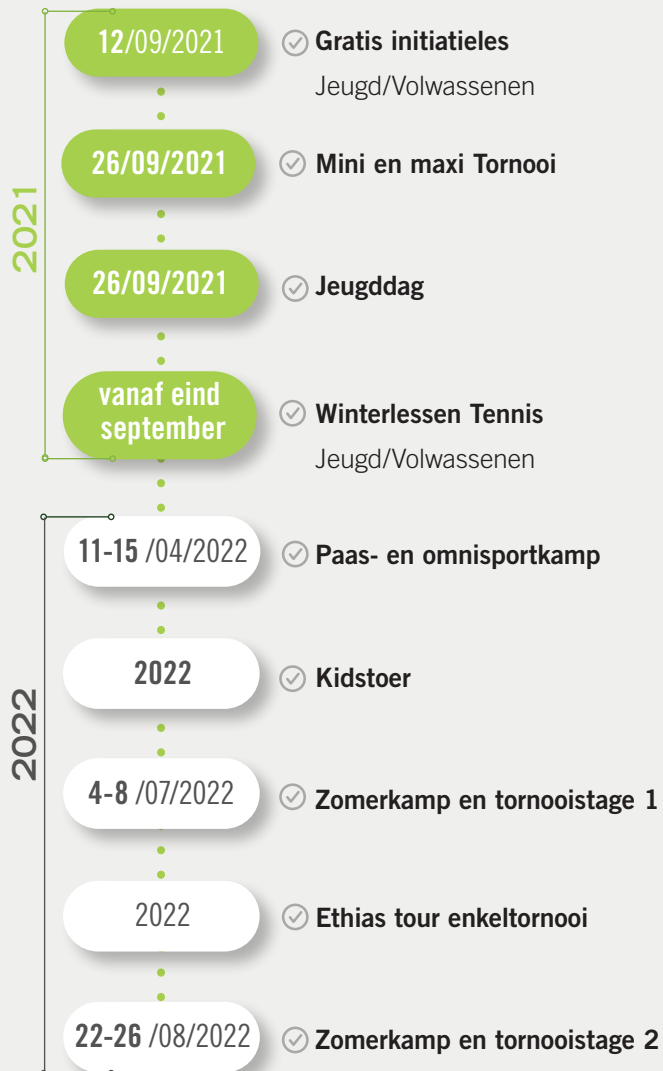 2021
12/09/2021
Gratis initiatieles
Jeugd/Volwassenen
26/09/2021
Mini en maxi Tornooi
26/09/2021
Jeugddag
vanaf eind
september
Winterlessen Tennis
Jeugd/Volwassenen
2022
11-15 /04/2022
Paas- en omnisportkamp
2022
Kidstoer
4-8 /07/2022
Zomerkamp en tornooistage 1
2022
Ethias tour enkeltornooi
22-26 /08/2022
Zomerkamp en tornooistage 2